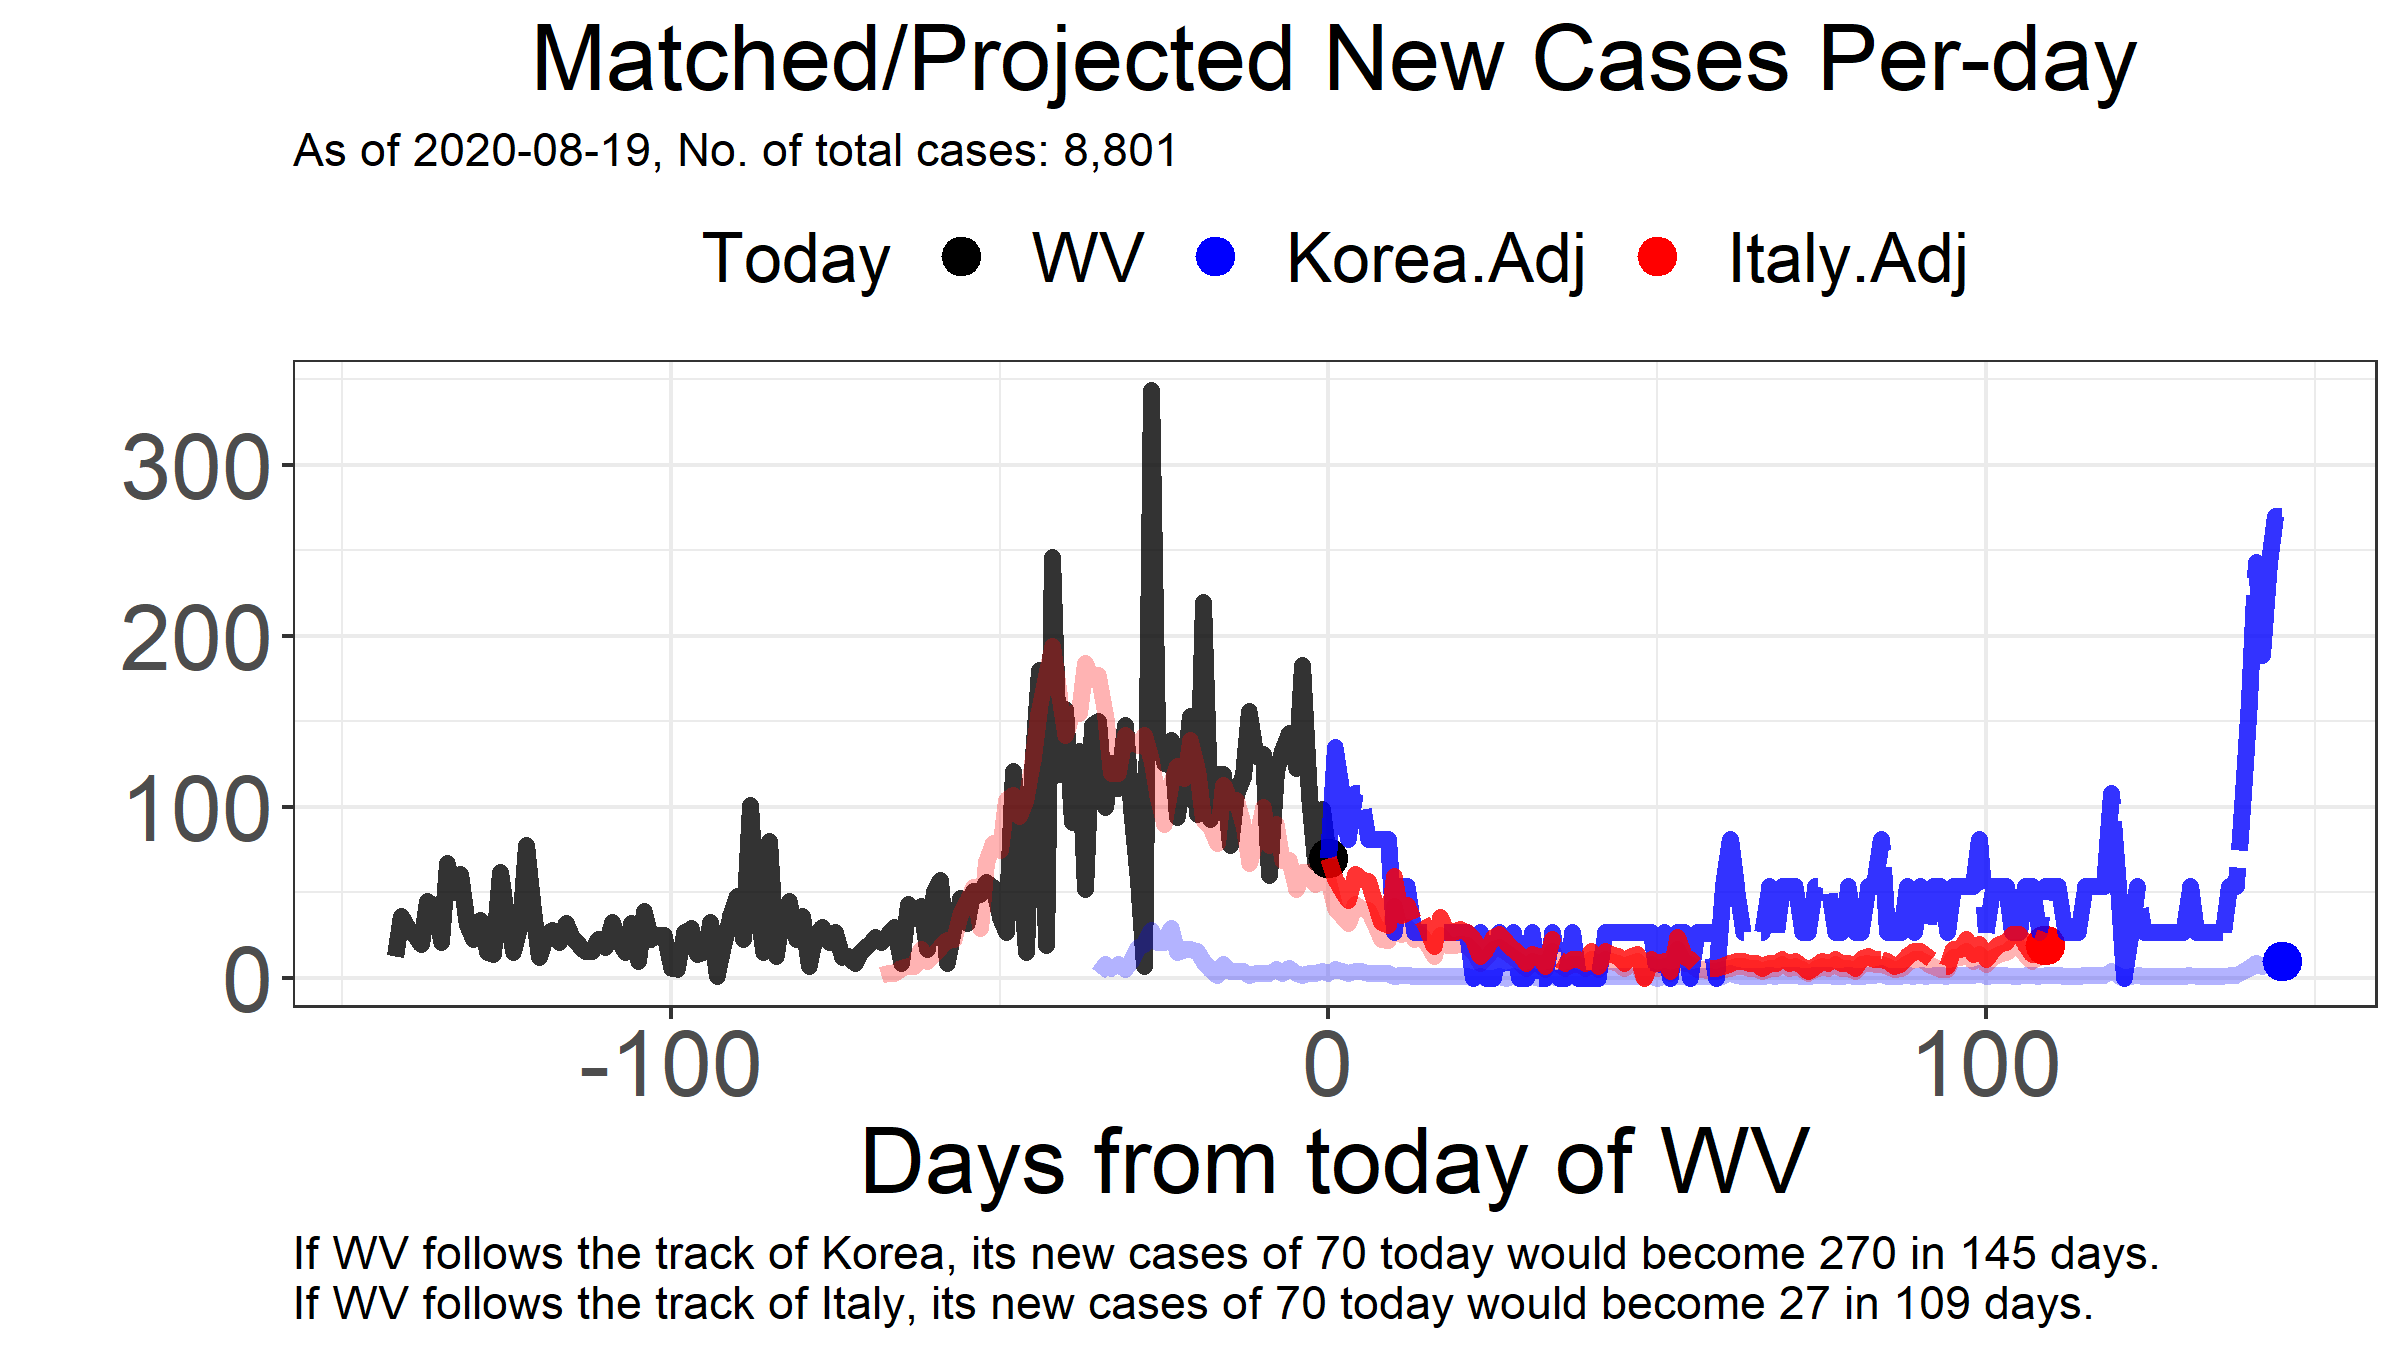 Matched/Projected New Cases Per-day
As of 2020-08-19, No. of total cases: 8,801
Today WV Korea.Adj Italy.Adj
300
200
100
0
-100 0 100
Days from today of WV
If WV follows the track of Korea, its new cases of 70 today would become 270 in 145 days.
If WV follows the track of Italy, its new cases of 70 today would become 27 in 109 days.